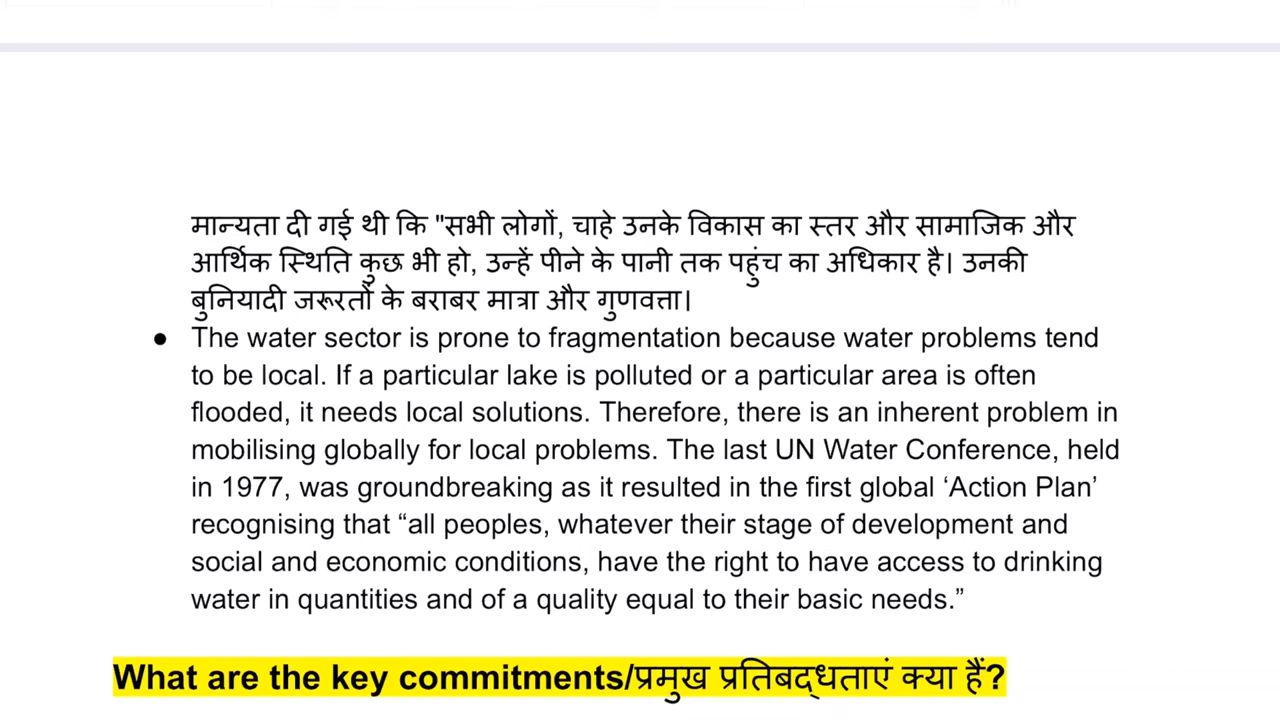 मान्यता दी गई थी कि "सभी लोगों, चाहे उनके विकास का स्तर और सामाजिक और
आर्थिक स्थिति कुछ भी हो, उन्हें पीने के पानी तक पहुंच का अधिकार है। उनकी
बुनियादी जरूरतों के बराबर मात्रा और गुणवत्ता।
● The water sector is prone to fragmentation because water problems tend
to be local. If a particular lake is polluted or a particular area is often
flooded, it needs local solutions. Therefore, there is an inherent problem in
mobilising globally for local problems. The last UN Water Conference, held
in 1977, was groundbreaking as it resulted in the first global ‘Action Plan’
recognising that “all peoples, whatever their stage of development and
social and economic conditions, have the right to have access to drinking
water in quantities and of a quality equal to their basic needs.”
What are the key commitments/प्रमुख प्रतिबद्धताएं क्या हैं?